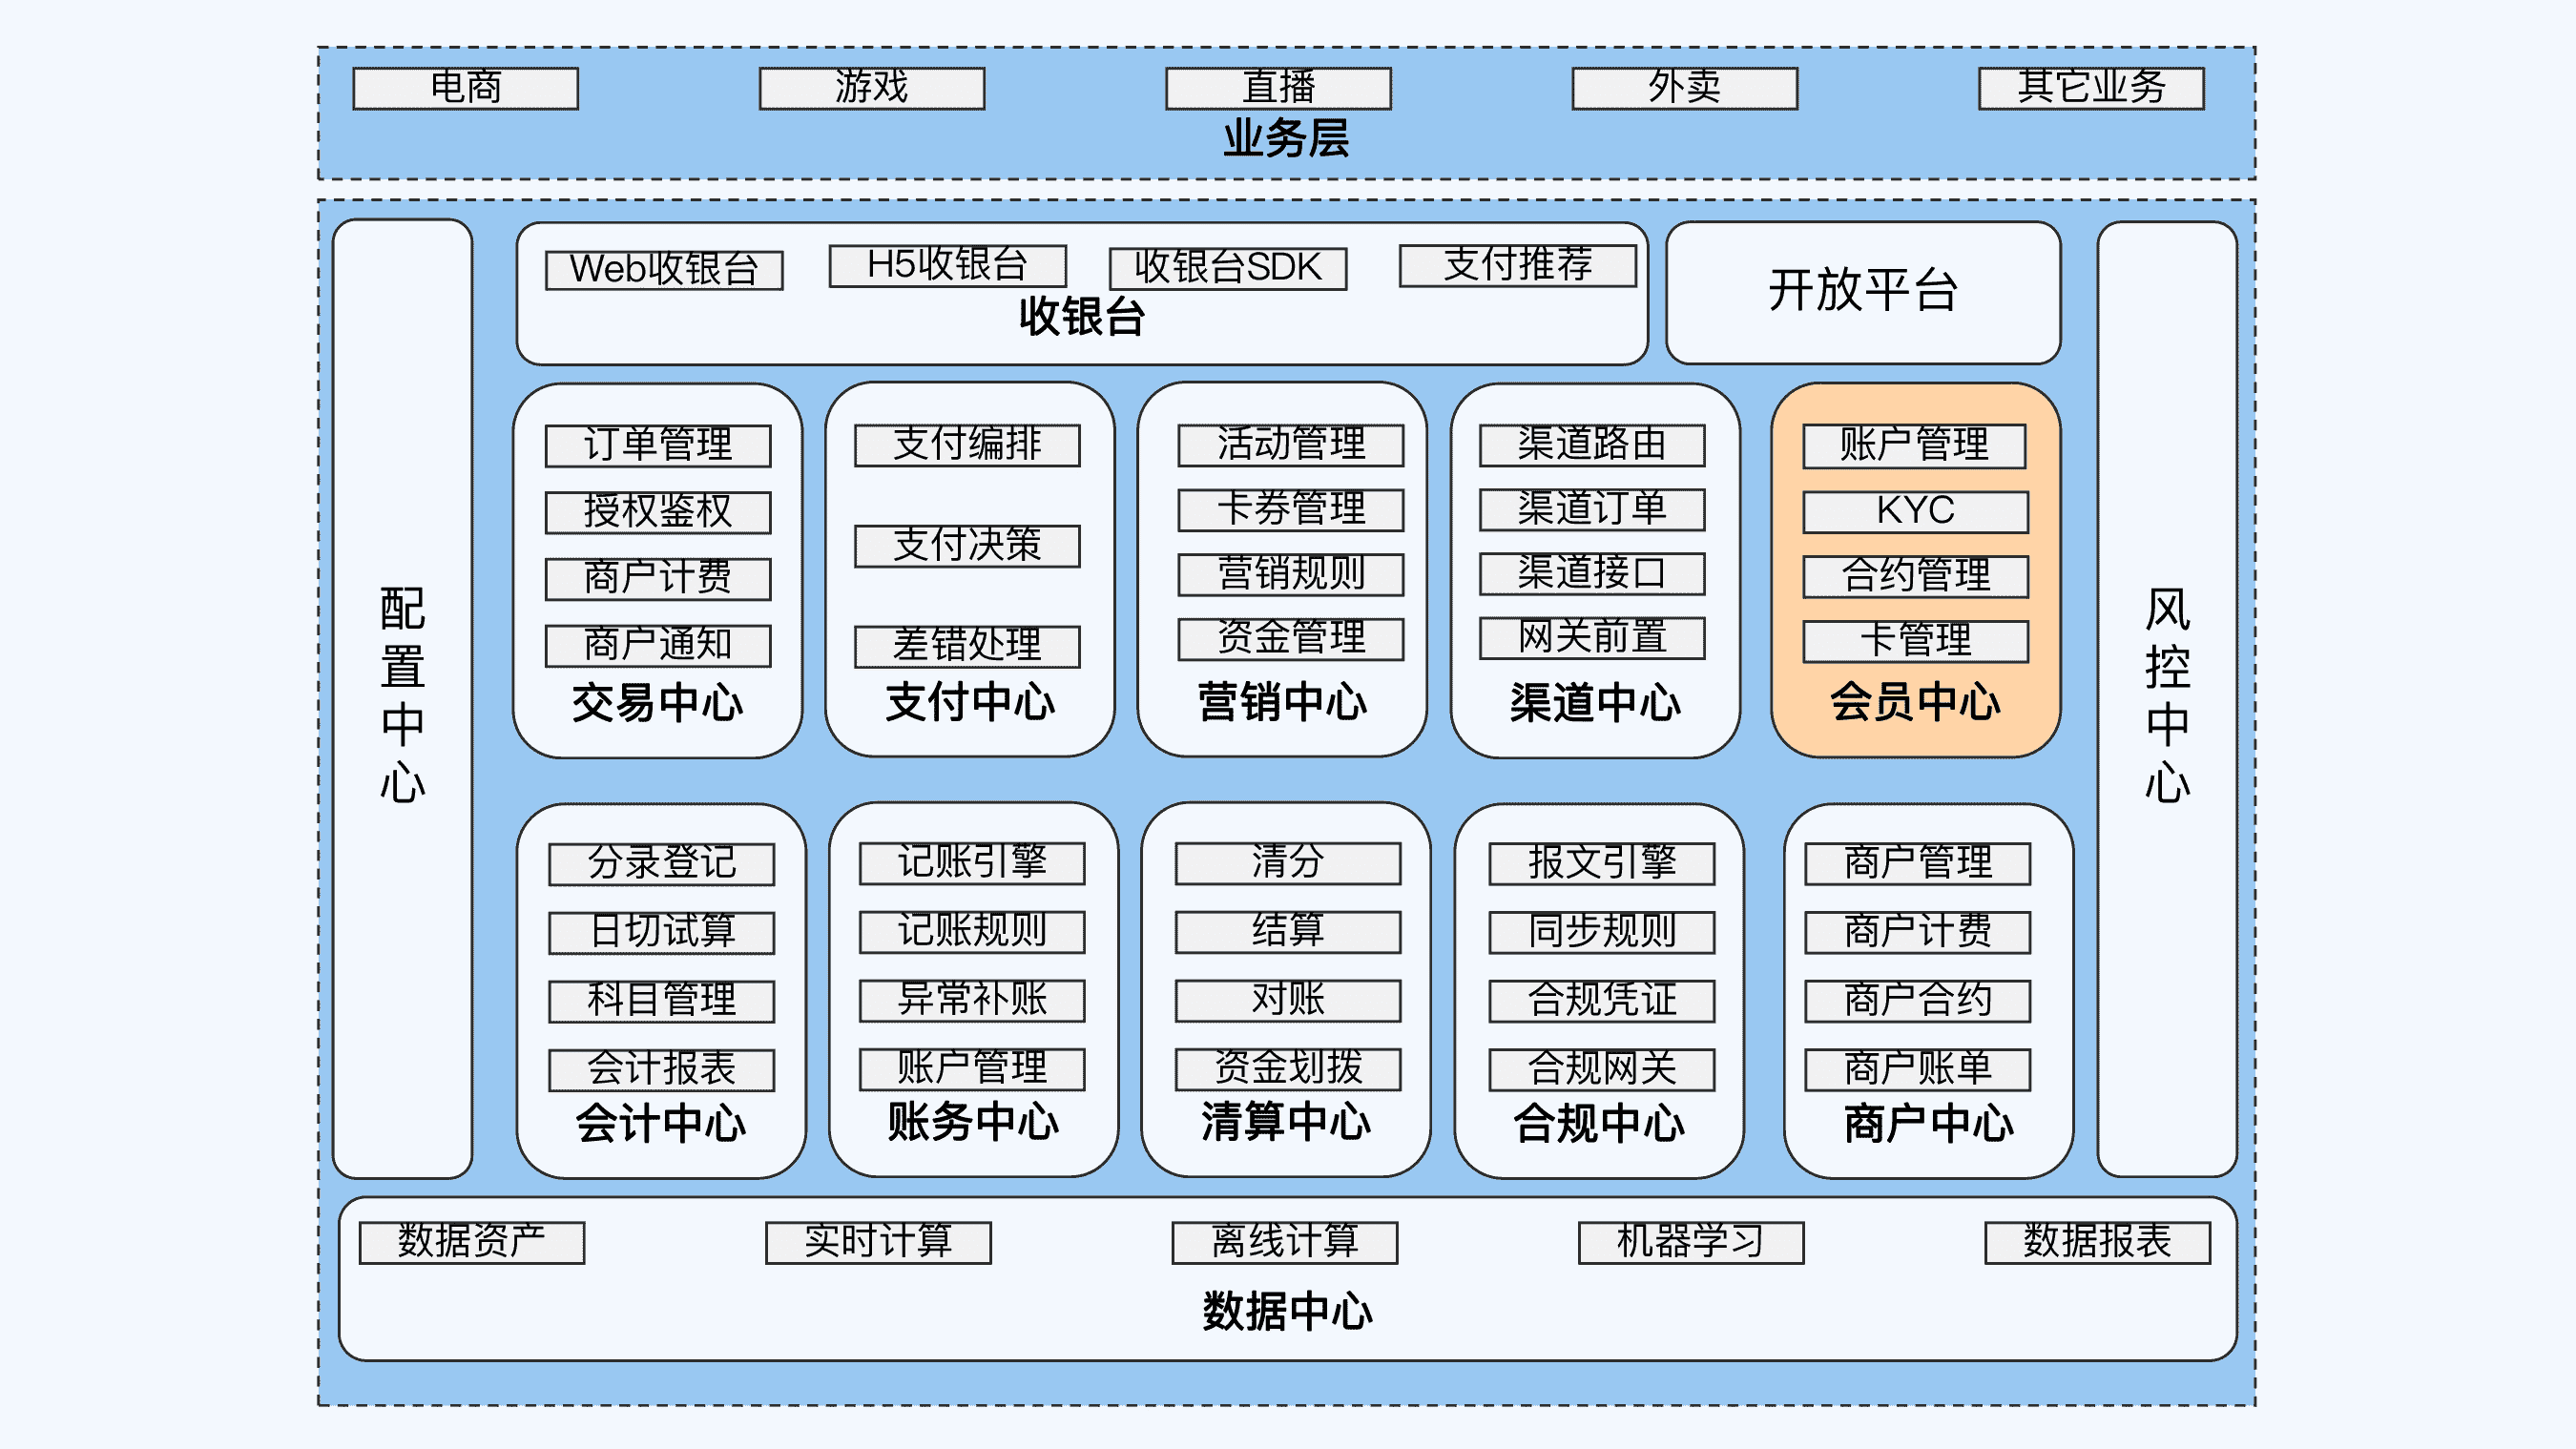 电商
游戏
直播
外卖
其它业务
业务层
配置中心
Web收银台
H5收银台
收银台SDK
支付推荐
收银台
开放平台
风控中心
订单管理
授权鉴权
商户计费
商户通知
交易中心
支付编排
支付决策
差错处理
支付中心
活动管理
卡券管理
营销规则
资金管理
营销中心
渠道路由
渠道订单
渠道接口
网关前置
渠道中心
账户管理
KYC
合约管理
卡管理
会员中心
分录登记
日切试算
科目管理
会计报表
会计中心
记账引擎
记账规则
异常补账
账户管理
账务中心
清分
结算
对账
资金划拨
清算中心
报文引擎
同步规则
合规凭证
合规网关
合规中心
商户管理
商户计费
商户合约
商户账单
商户中心
数据资产
实时计算
离线计算
机器学习
数据报表
数据中心